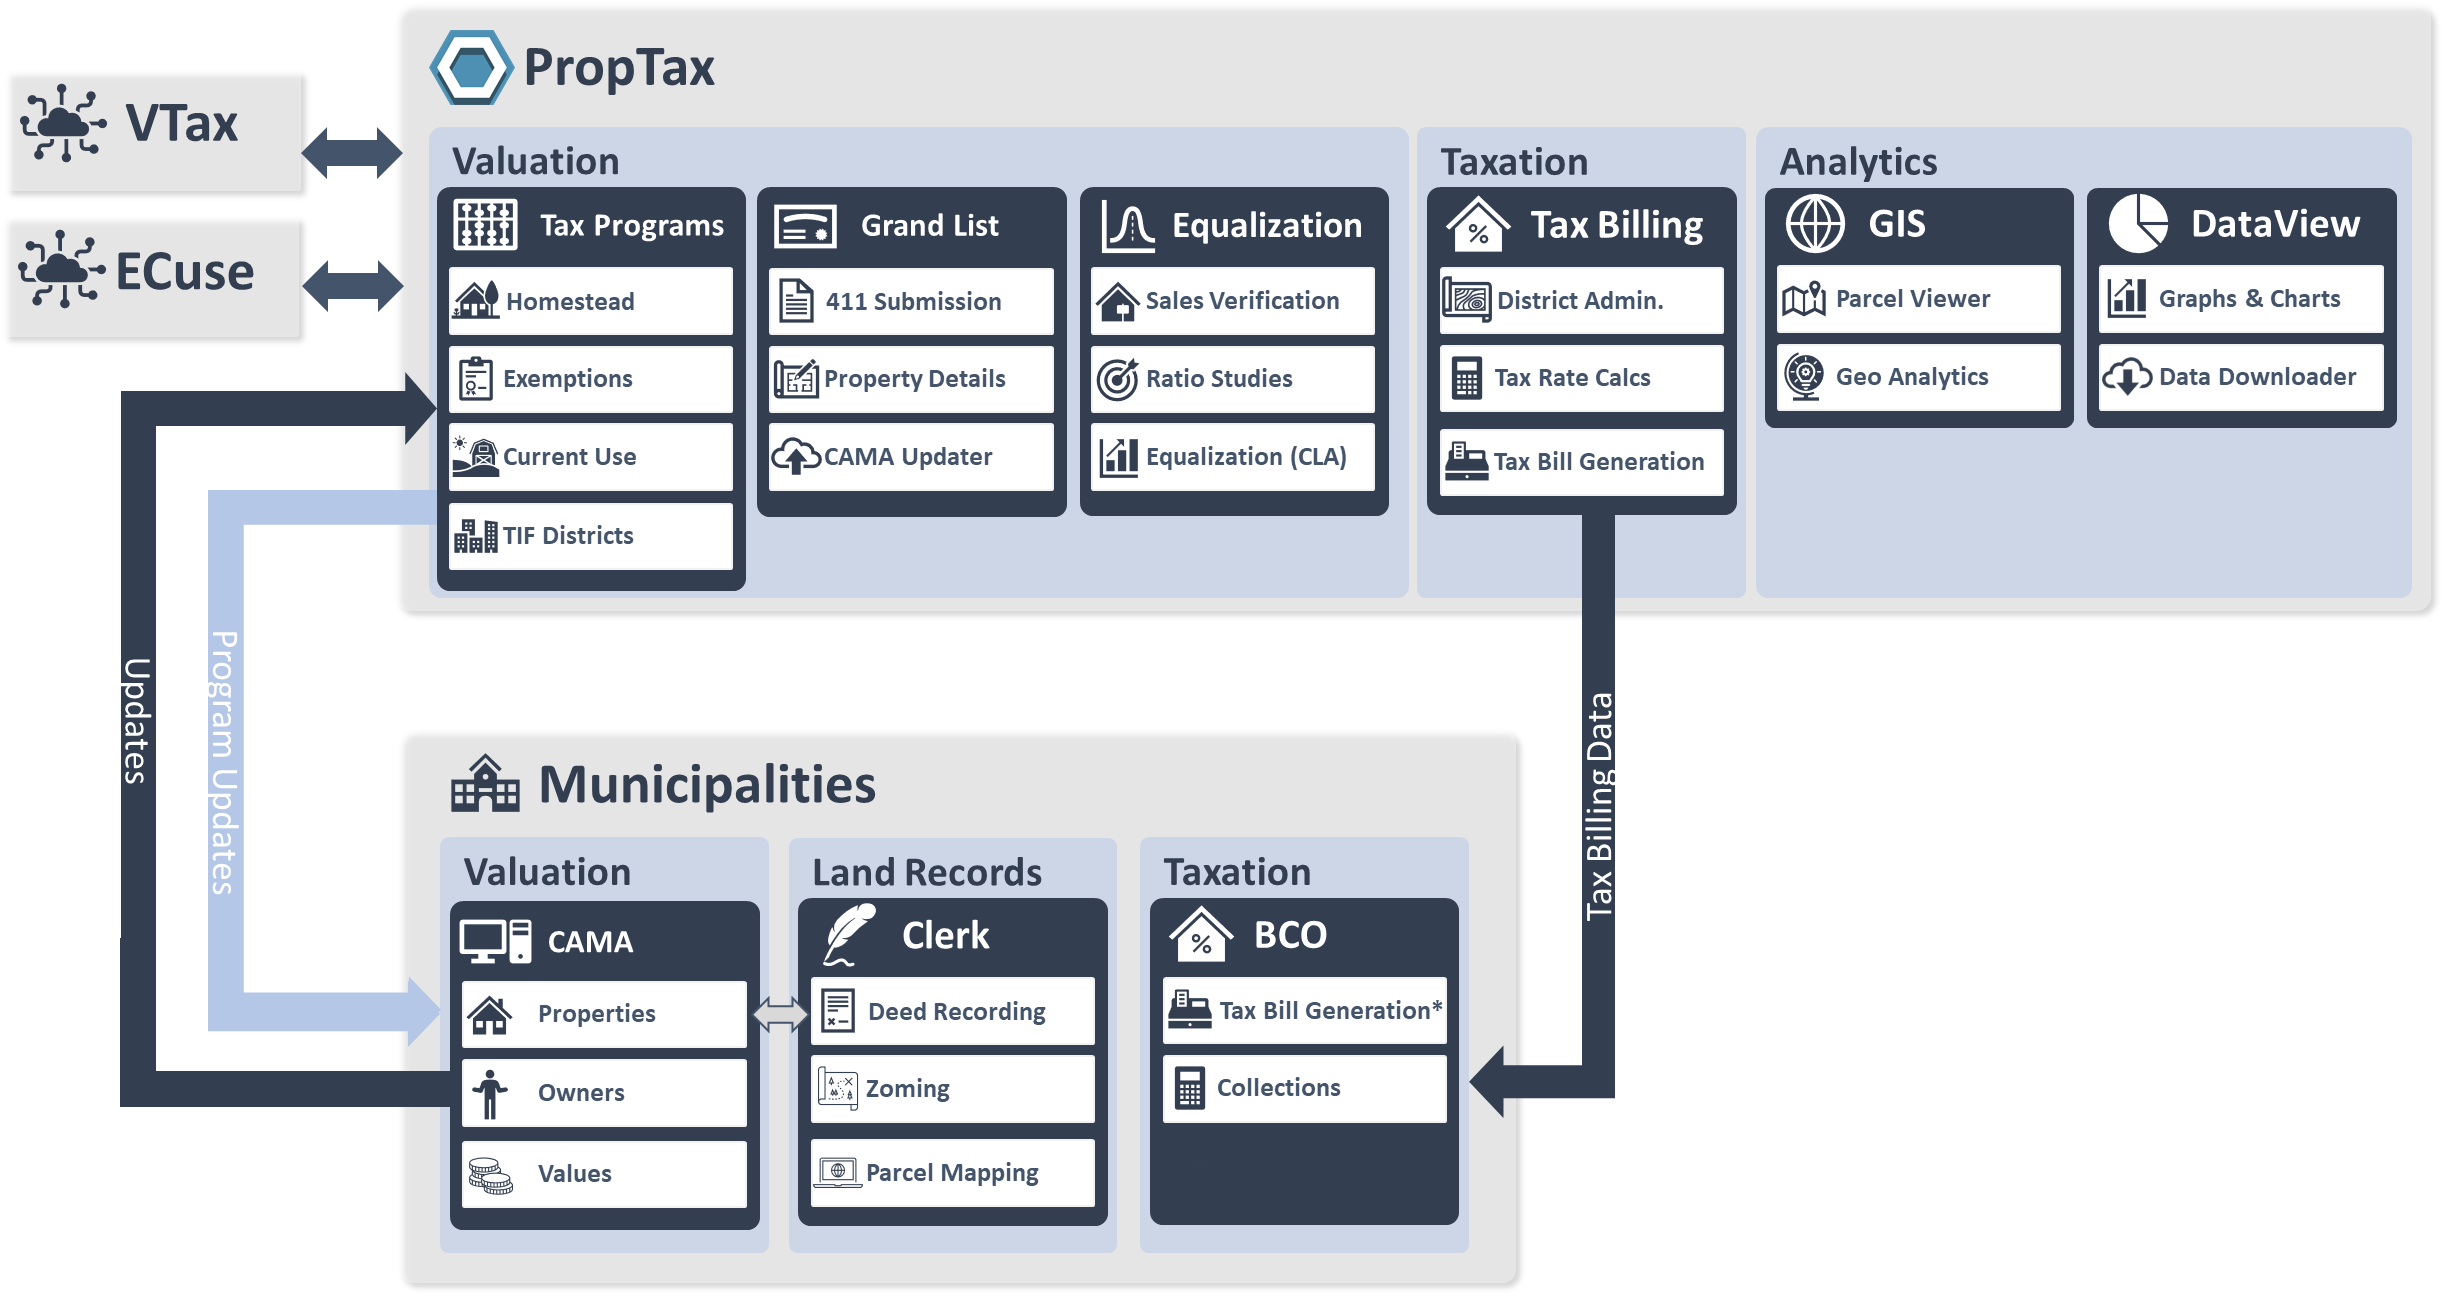 PropTax
VTax
ECuse
Valuation
Tax Programs
Homestead
Exemptions
Current Use
TIF Districts
Grand List
411 Submission
Property Details
CAMA Updater
Equalization
Sales Verification
Ratio Studies
Equalization (CLA)
Taxation
Tax Billing
District Admin.
Tax Rate Calcs
Tax Bill Generation
Analytics
GIS
Parcel Viewer
Geo Analytics
DataView
Graphs & Charts
Data Downloader
Updates
Program Updates
Tax Billing Data
Municipalities
Valuation
CAMA
Properties
Owners
Values
Land Records
Clerk
Deed Recording
Zoming
Parcel Mapping
Taxation
BCO
Tax Bill Generation*
Collections